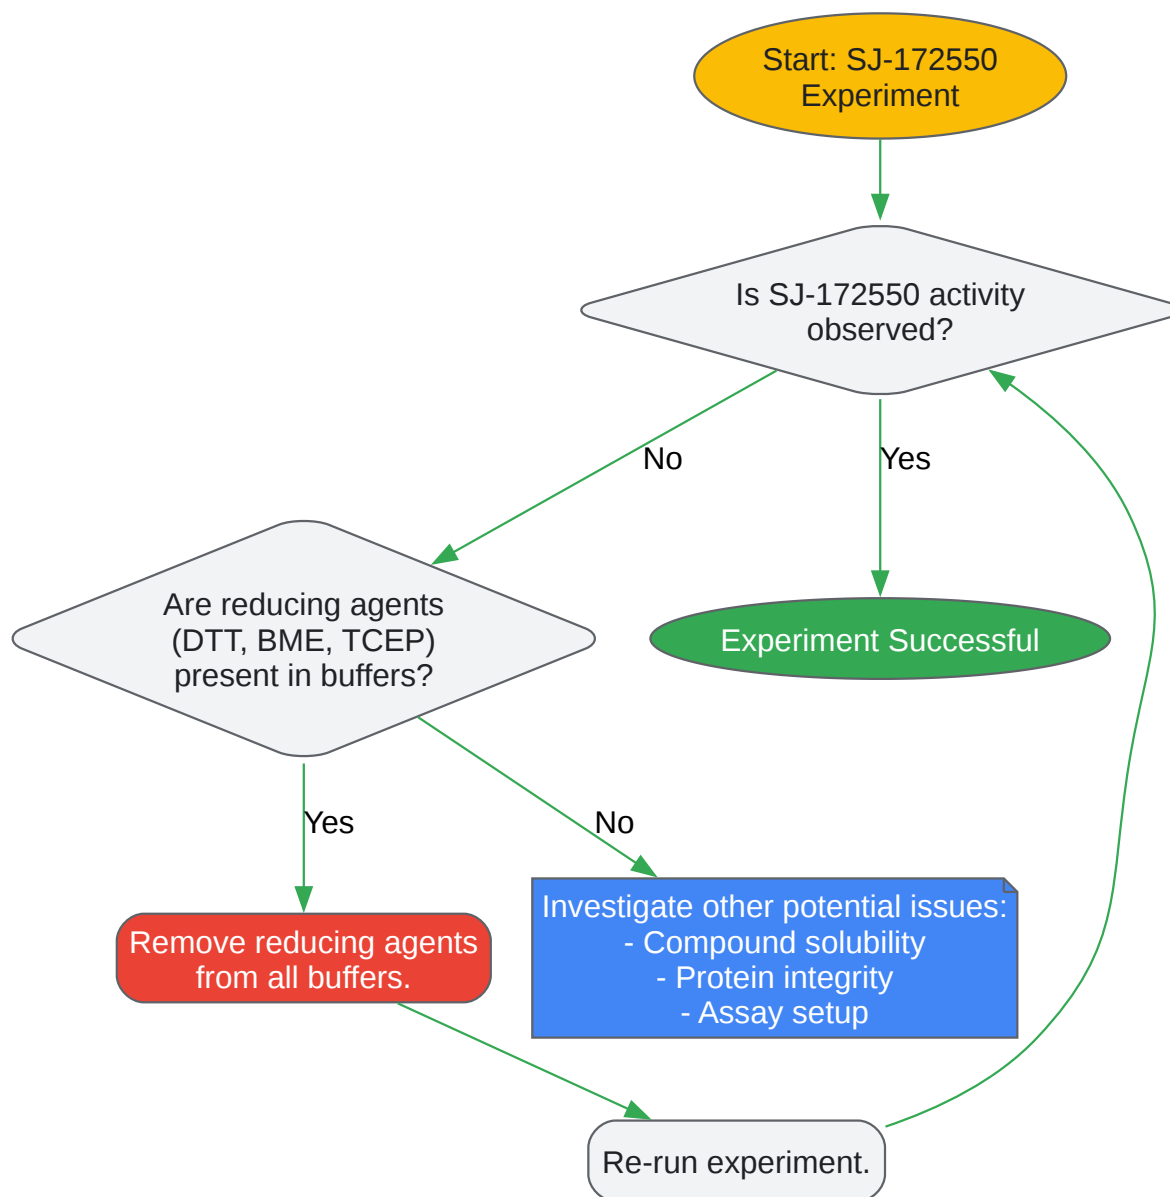 Start: SJ-172550
Experiment
Is SJ-172550 activity
observed?
No
Yes
Are reducing agents
(DTT, BME, TCEP)
present in buffers?
Experiment Successful
Yes
No
Remove reducing agents
from all buffers.
Investigate other potential issues:
- Compound solubility
- Protein integrity
- Assay setup
Re-run experiment.